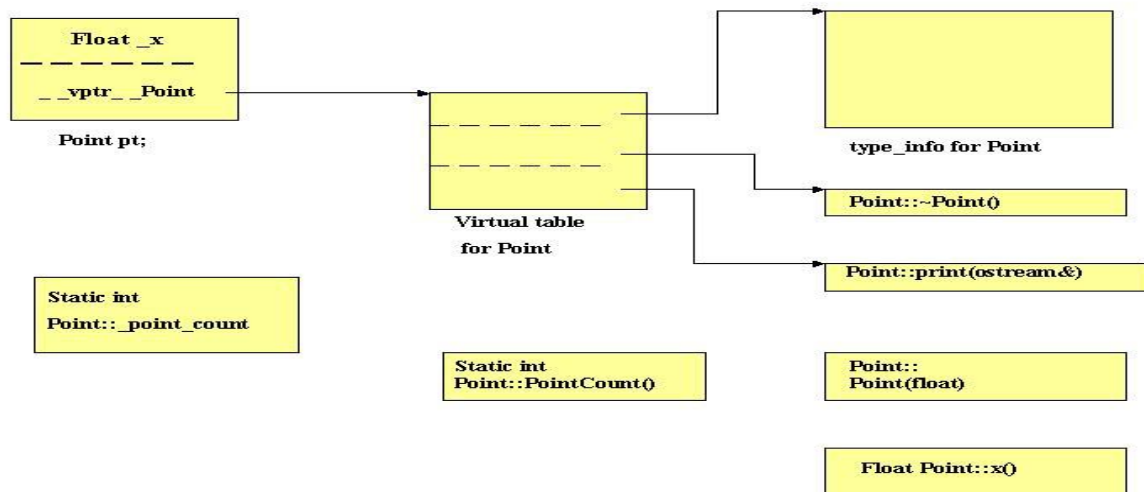 Float _x
_ _vptr_ _Point
Point pt;
Virtual table
for Point
type_info for Point
Point::~Point()
Point::print(ostream&)
Static int
Point::_point_count
Static int
Point::PointCount()
Point::
Point(float)
Float Point::x()